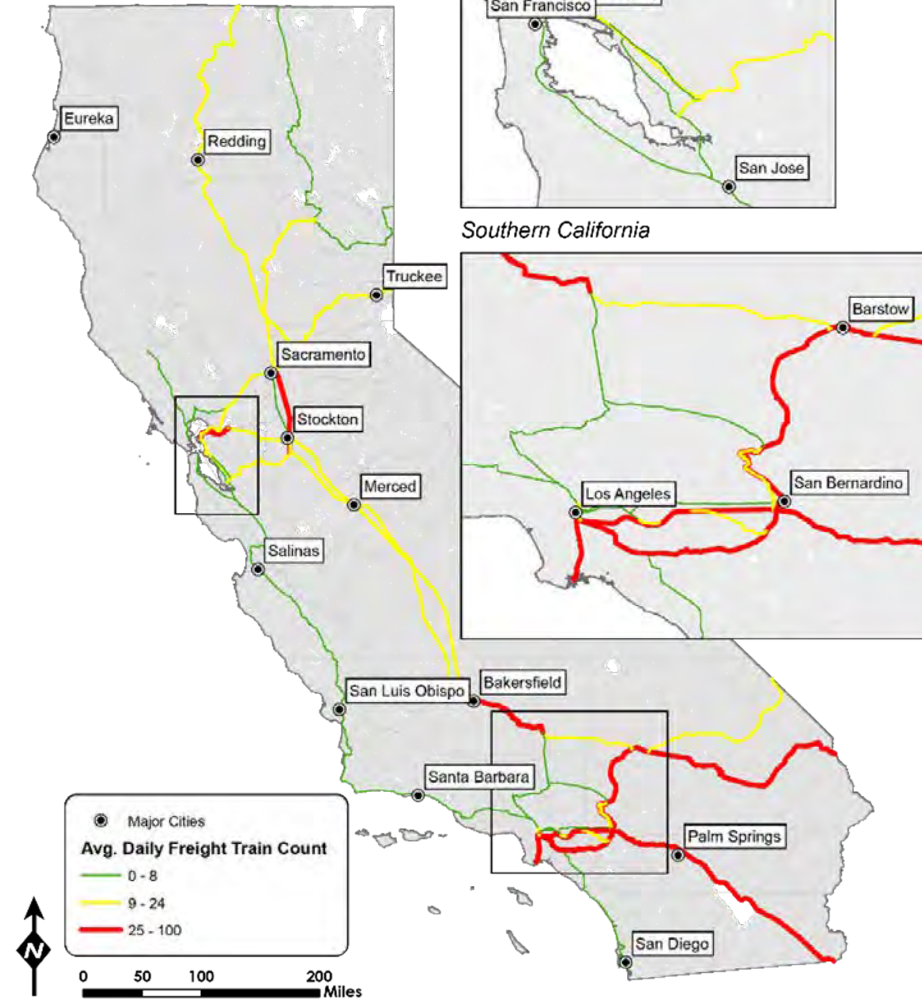 San Francisco
San Jose
Eureka
Redding
Truckee
Sacramento
Stockton
Merced
Salinas
Southern California
Barstow
San Bernardino
Los Angeles
San Luis Obispo
Bakersfield
Santa Barbara
Palm Springs
San Diego
Major Cities
Avg. Daily Freight Train Count
0 - 8
9 - 24
25 - 100
N
0 50 100 200
Miles